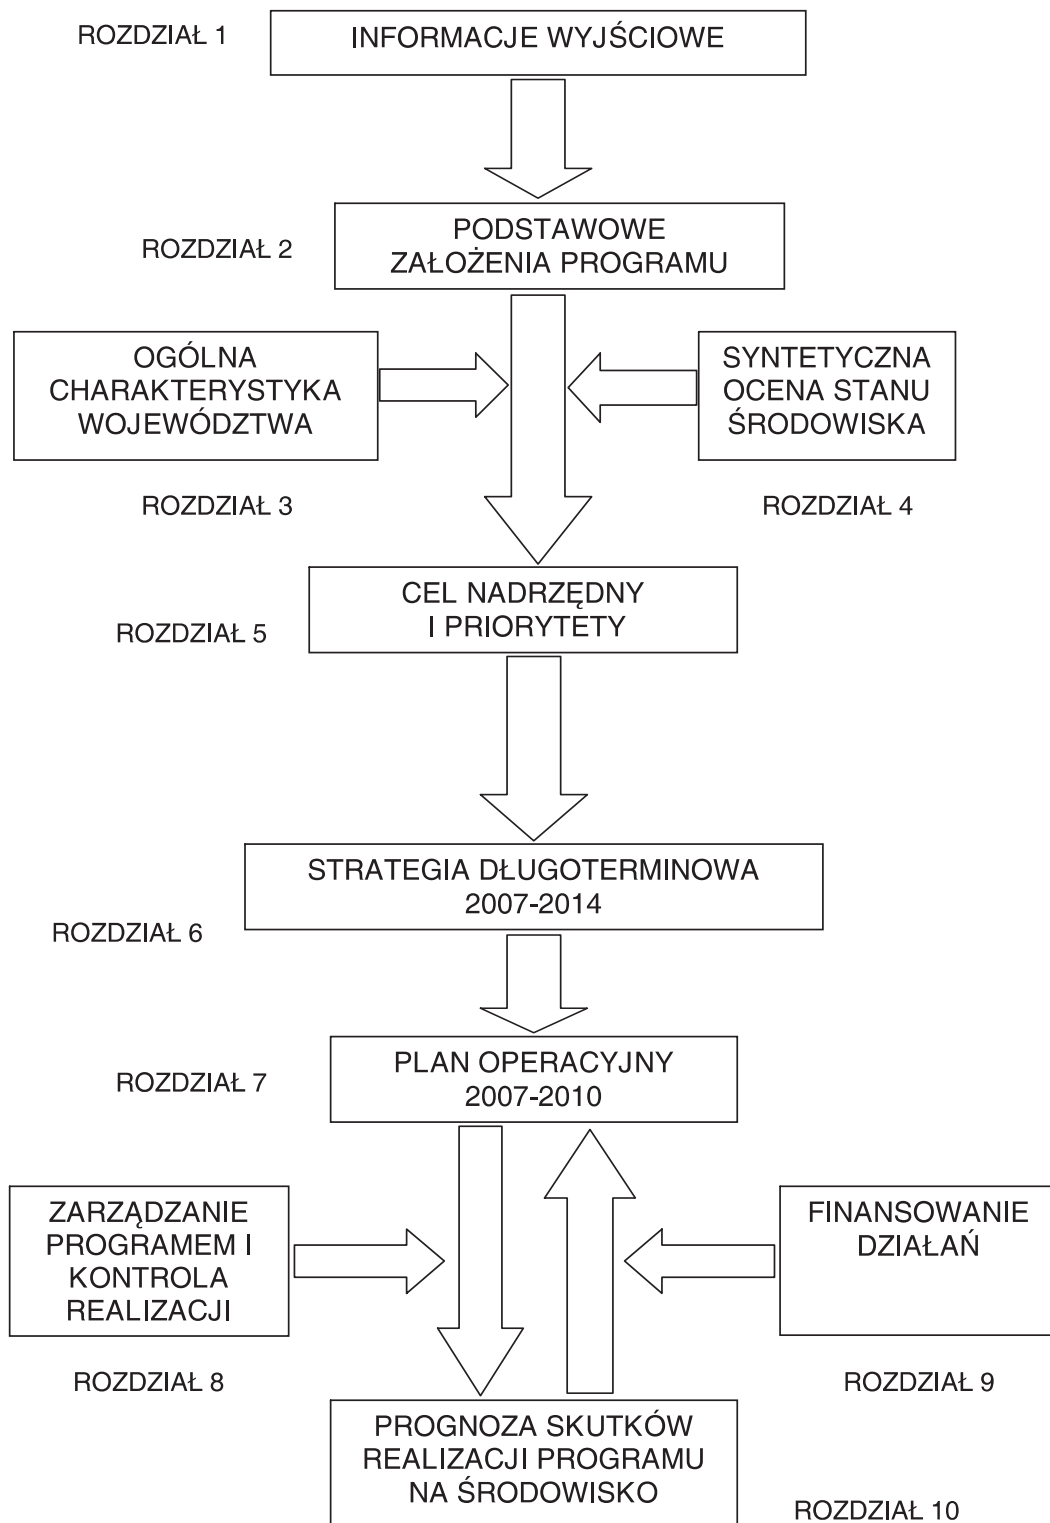 ROZDZIAŁ 1
INFORMACJE WYJŚCIOWE
ROZDZIAŁ 2
PODSTAWOWE
ZAŁOŻENIA PROGRAMU
OGÓLNA
CHARAKTERYSTYKA
WOJEWÓDZTWA
ROZDZIAŁ 3
SYNTETYCZNA
OCENA STANU
ŚRODOWISKA
ROZDZIAŁ 4
CEL NADRZĘDNY
I PRIORYTETY
ROZDZIAŁ 5
STRATEGIA DŁUGOTERMINOWA
2007-2014
ROZDZIAŁ 6
PLAN OPERACYJNY
2007-2010
ROZDZIAŁ 7
ZARZĄDZANIE
PROGRAMEM I
KONTROLA
REALIZACJI
ROZDZIAŁ 8
FINANSOWANIE
DZIAŁAŃ
ROZDZIAŁ 9
PROGNOZA SKUTKÓW
REALIZACJI PROGRAMU
NA ŚRODOWISKO
ROZDZIAŁ 10